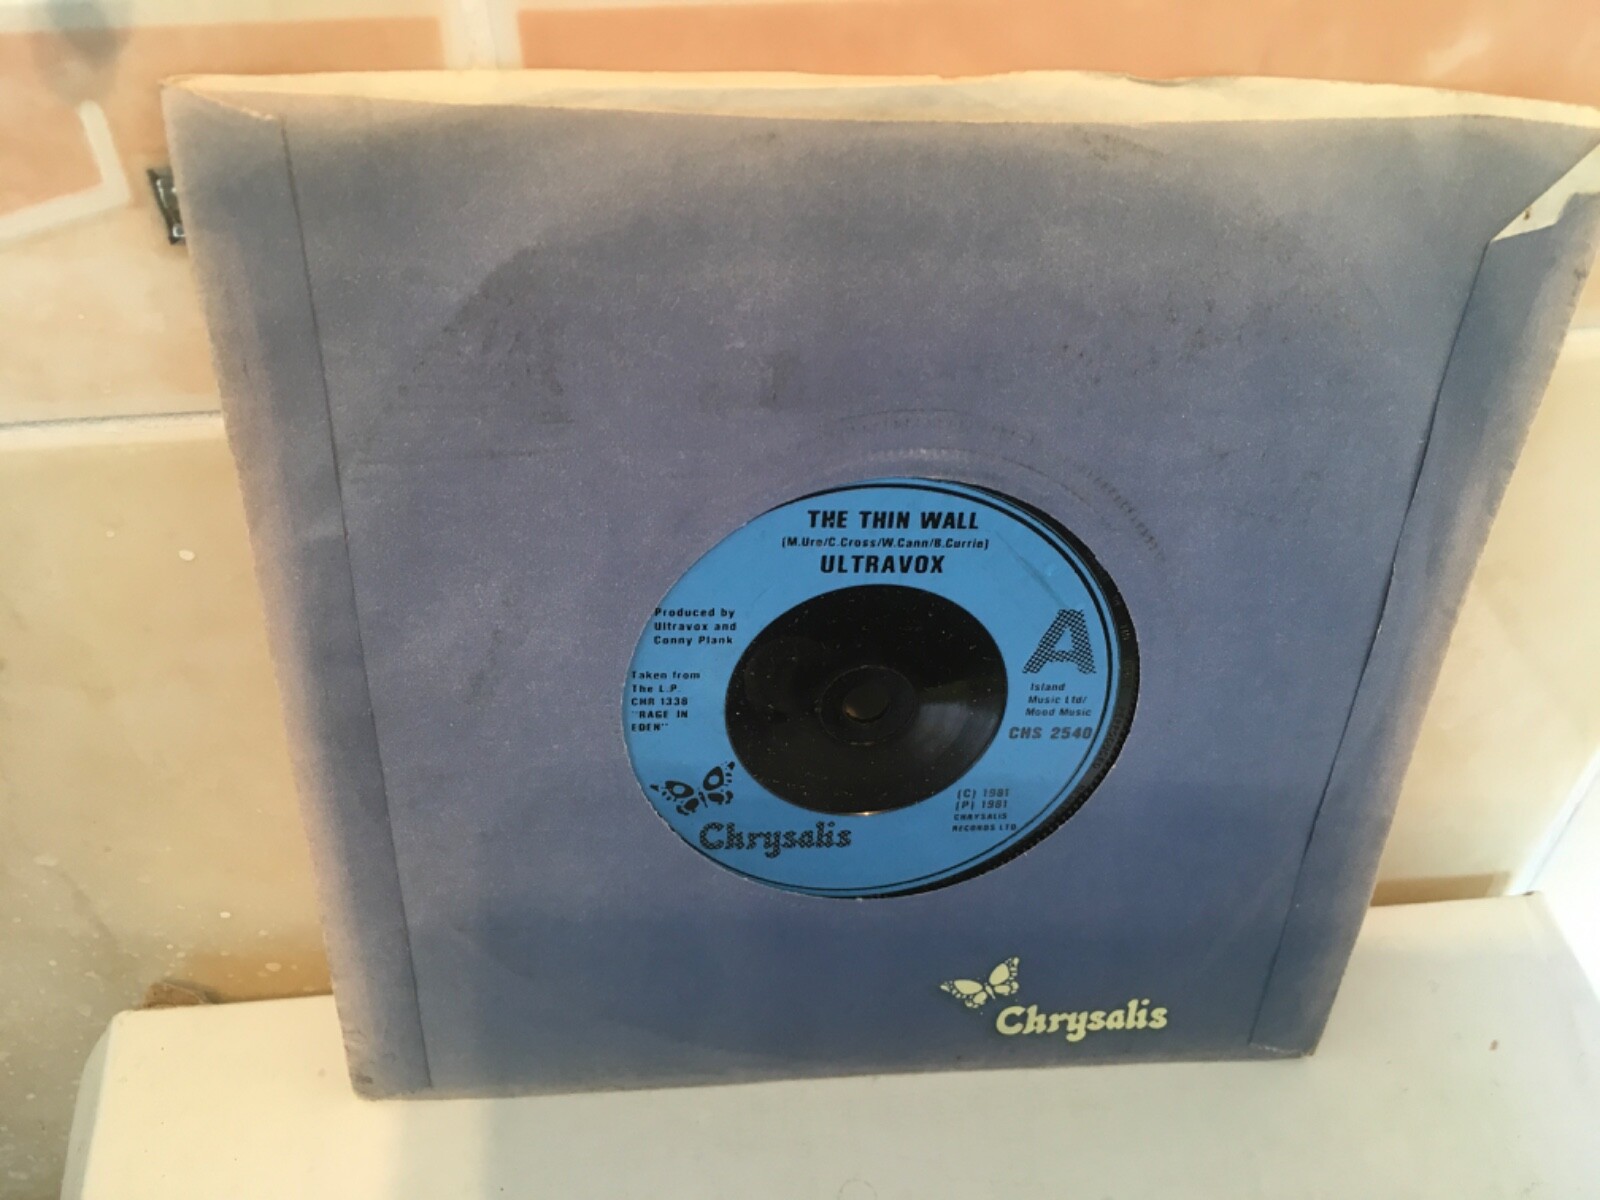 THE THIN WALL
(M.Ure/C.Cross/W.Cann/B.Currie)
ULTRAVOX
Produced by
Ultravox and
Conny Plank
Taken from
The L.P.
CHR 1338
"RAGE IN
EDEN"
A
Island
Music Ltd/
Mood Music
CHS 2540
(C) 1981
(P) 1981
CHRYSALIS
RECORDS LTD
Chrysalis
Chrysalis